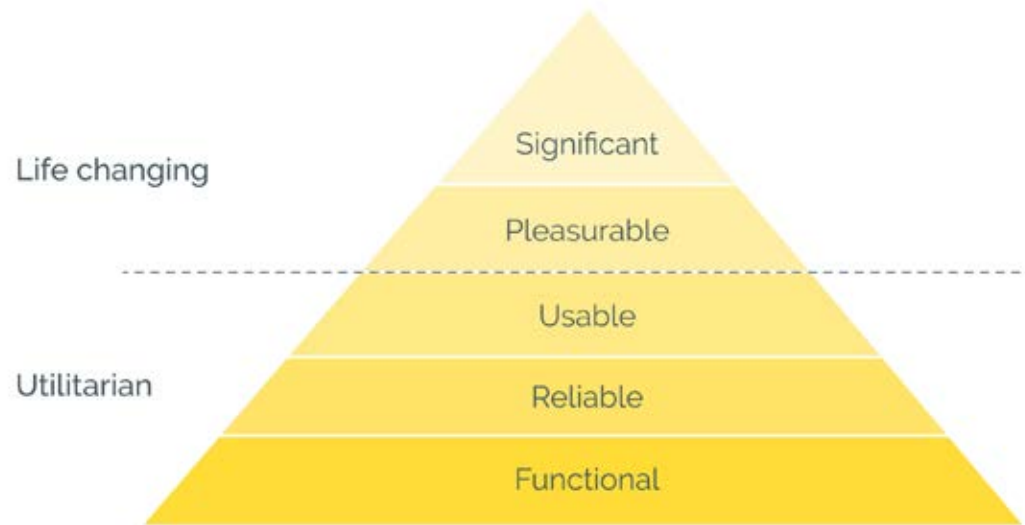 Significant
Life changing
Pleasurable
Usable
Utilitarian
Reliable
Functional